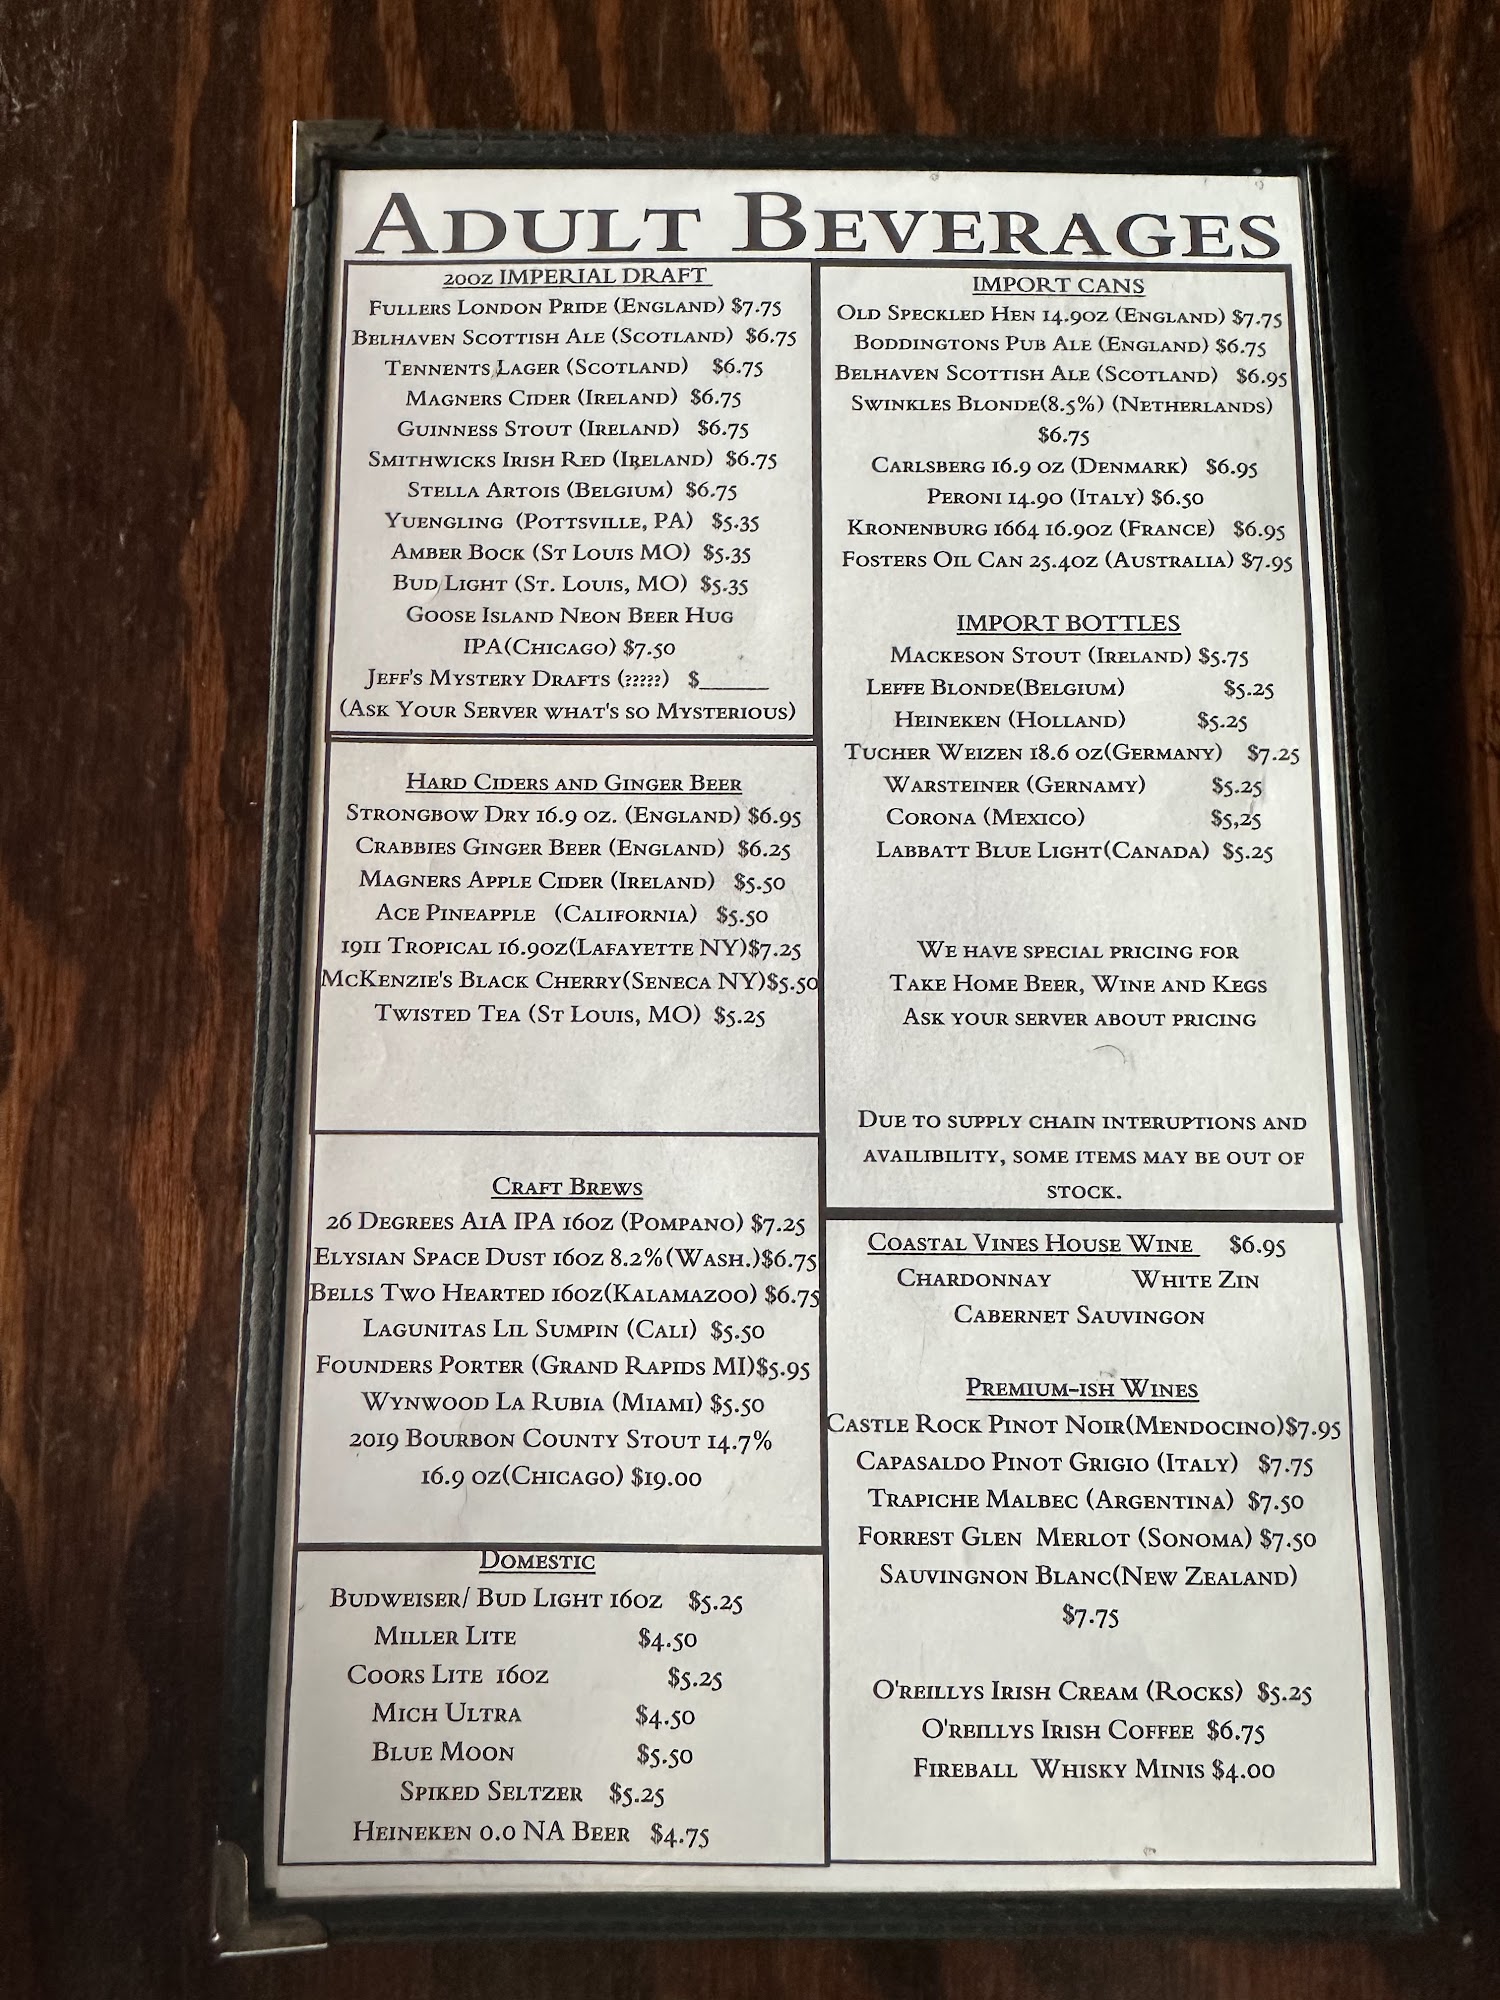 ADULT BEVERAGES
20OZ IMPERIAL DRAFT
FULLERS LONDON PRIDE (ENGLAND) $7.75
BELHAVEN SCOTTISH ALE (SCOTLAND) $6.75
TENNENTS LAGER (SCOTLAND) $6.75
MAGNERS CIDER (IRELAND) $6.75
GUINNESS STOUT (IRELAND) $6.75
SMITHWICKS IRISH RED (IRELAND) $6.75
STELLA ARTOIS (BELGIUM) $6.75
YUENGLING (POTTSVILLE, PA) $5.35
AMBER BOCK (ST LOUIS MO) $5.35
BUD LIGHT (ST. LOUIS, MO) $5.35
GOOSE ISLAND NEON BEER HUG
IPA(CHICAGO) $7.50
JEFF'S MYSTERY DRAFTS (?????) $______
(ASK YOUR SERVER WHAT'S SO MYSTERIOUS)
HARD CIDERS AND GINGER BEER
STRONGBOW DRY 16.9 OZ. (ENGLAND) $6.95
CRABBIES GINGER BEER (ENGLAND) $6.25
MAGNERS APPLE CIDER (IRELAND) $5.50
ACE PINEAPPLE (CALIFORNIA) $5.50
1911 TROPICAL 16.9OZ(LAFAYETTE NY)$7.25
MCKENZIE'S BLACK CHERRY(SENECA NY)$5.50
TWISTED TEA (ST LOUIS, MO) $5.25
CRAFT BREWS
26 DEGREES A1A IPA 16OZ (POMPANO) $7.25
ELYSIAN SPACE DUST 16OZ 8.2%(WASH.)$6.75
BELLS TWO HEARTED 16OZ(KALAMAZOO) $6.75
LAGUNITAS LIL SUMPIN (CALI) $5.50
FOUNDERS PORTER (GRAND RAPIDS MI)$5.95
WYNWOOD LA RUBIA (MIAMI) $5.50
2019 BOURBON COUNTY STOUT 14.7%
16.9 OZ(CHICAGO) $19.00
DOMESTIC
BUDWEISER/ BUD LIGHT 16OZ $5.25
MILLER LITE $4.50
COORS LITE 16OZ $5.25
MICH ULTRA $4.50
BLUE MOON $5.50
SPIKED SELTZER $5.25
HEINEKEN 0.0 NA BEER $4.75
IMPORT CANS
OLD SPECKLED HEN 14.9OZ (ENGLAND) $7.75
BODDINGTONS PUB ALE (ENGLAND) $6.75
BELHAVEN SCOTTISH ALE (SCOTLAND) $6.95
SWINKLES BLONDE(8.5%) (NETHERLANDS)
$6.75
CARLSBERG 16.9 OZ (DENMARK) $6.95
PERONI 14.90 (ITALY) $6.50
KRONENBURG 1664 16.9OZ (FRANCE) $6.95
FOSTERS OIL CAN 25.4OZ (AUSTRALIA) $7.95
IMPORT BOTTLES
MACKESON STOUT (IRELAND) $5.75
LEFFE BLONDE(BELGIUM) $5.25
HEINEKEN (HOLLAND) $5.25
TUCHER WEIZEN 18.6 OZ(GERMANY) $7.25
WARSTEINER (GERNAMY) $5.25
CORONA (MEXICO) $5,25
LABBATT BLUE LIGHT(CANADA) $5.25
WE HAVE SPECIAL PRICING FOR
TAKE HOME BEER, WINE AND KEGS
ASK YOUR SERVER ABOUT PRICING
DUE TO SUPPLY CHAIN INTERUPTIONS AND
AVAILIBILITY, SOME ITEMS MAY BE OUT OF
STOCK.
COASTAL VINES HOUSE WINE $6.95
CHARDONNAY WHITE ZIN
CABERNET SAUVINGON
PREMIUM-ISH WINES
CASTLE ROCK PINOT NOIR(MENDOCINO)$7.95
CAPASALDO PINOT GRIGIO (ITALY) $7.75
TRAPICHE MALBEC (ARGENTINA) $7.50
FORREST GLEN MERLOT (SONOMA) $7.50
SAUVINGNON BLANC(NEW ZEALAND)
$7.75
O'REILLYS IRISH CREAM (ROCKS) $5.25
O'REILLYS IRISH COFFEE $6.75
FIREBALL WHISKY MINIS $4.00